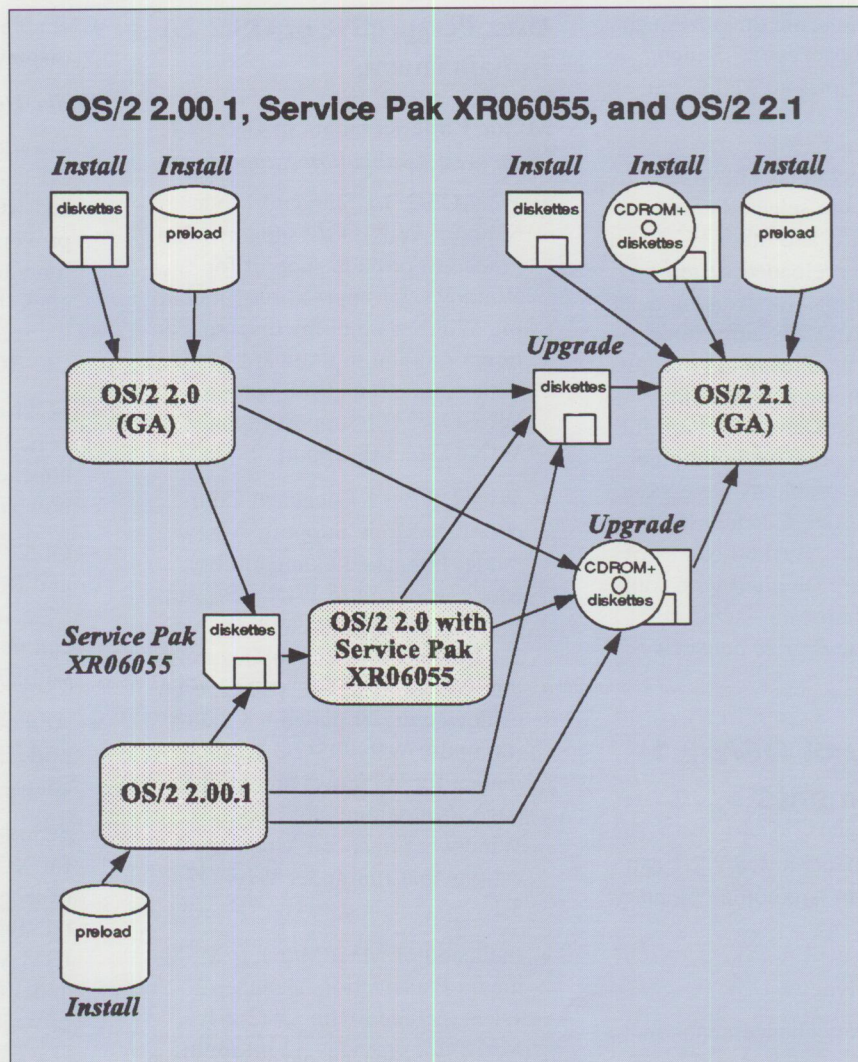 OS/2 2.00.1, Service Pak XR06055, and OS/2 2.1
Install
Install
Install
Install
Install
diskettes
preload
diskettes
CDROM+
diskettes
preload
OS/2 2.0
(GA)
Upgrade
diskettes
OS/2 2.1
(GA)
Upgrade
CDROM+
diskettes
Service Pak
XR06055
diskettes
OS/2 2.0 with
Service Pak
XR06055
OS/2 2.00.1
preload
Install